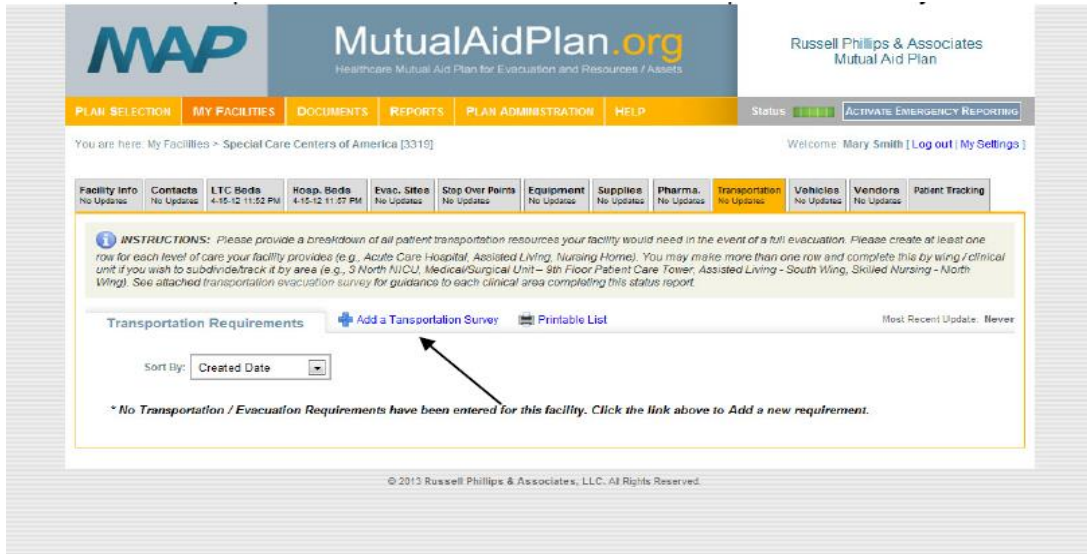 MAP
MutualAidPlan.org
Healthcare Mutual Aid Plan for Evacuation and Resources / Assets
Russell Phillips & Associates
Mutual Aid Plan
PLAN SELECTION MY FACILITIES DOCUMENTS REPORTS PLAN ADMINISTRATION HELP Status ACTIVATE EMERGENCY REPORTING
You are here: My Facilities > Special Care Centers of America [3319] Welcome Mary Smith [ Log out | My Settings ]
Facility Info Contacts LTC Beds Hosp. Beds Evac. Sites Stop Over Points Equipment Supplies Pharma. Transportation Vehicles Vendors Patient Tracking
No Updates No Updates 4-15-12 11:52 PM 4-15-12 11:57 PM No Updates No Updates No Updates No Updates No Updates No Updates No Updates No Updates
INSTRUCTIONS: Please provide a breakdown of all patient transportation resources your facility would need in the event of a full evacuation. Please create at least one
row for each level of care your facility provides (e.g., Acute Care Hospital, Assisted Living, Nursing Home). You may make more than one row and complete this by wing / clinical
unit if you wish to subdivide/track it by area (e.g., 3 North NICU, Medical/Surgical Unit – 9th Floor Patient Care Tower, Assisted Living - South Wing, Skilled Nursing - North
Wing). See attached transportation evacuation survey for guidance to each clinical area completing this status report.
Transportation Requirements Add a Tansportation Survey Printable List Most Recent Update: Never
Sort By: Created Date
* No Transportation / Evacuation Requirements have been entered for this facility. Click the link above to Add a new requirement.
© 2013 Russell Phillips & Associates, LLC. All Rights Reserved.